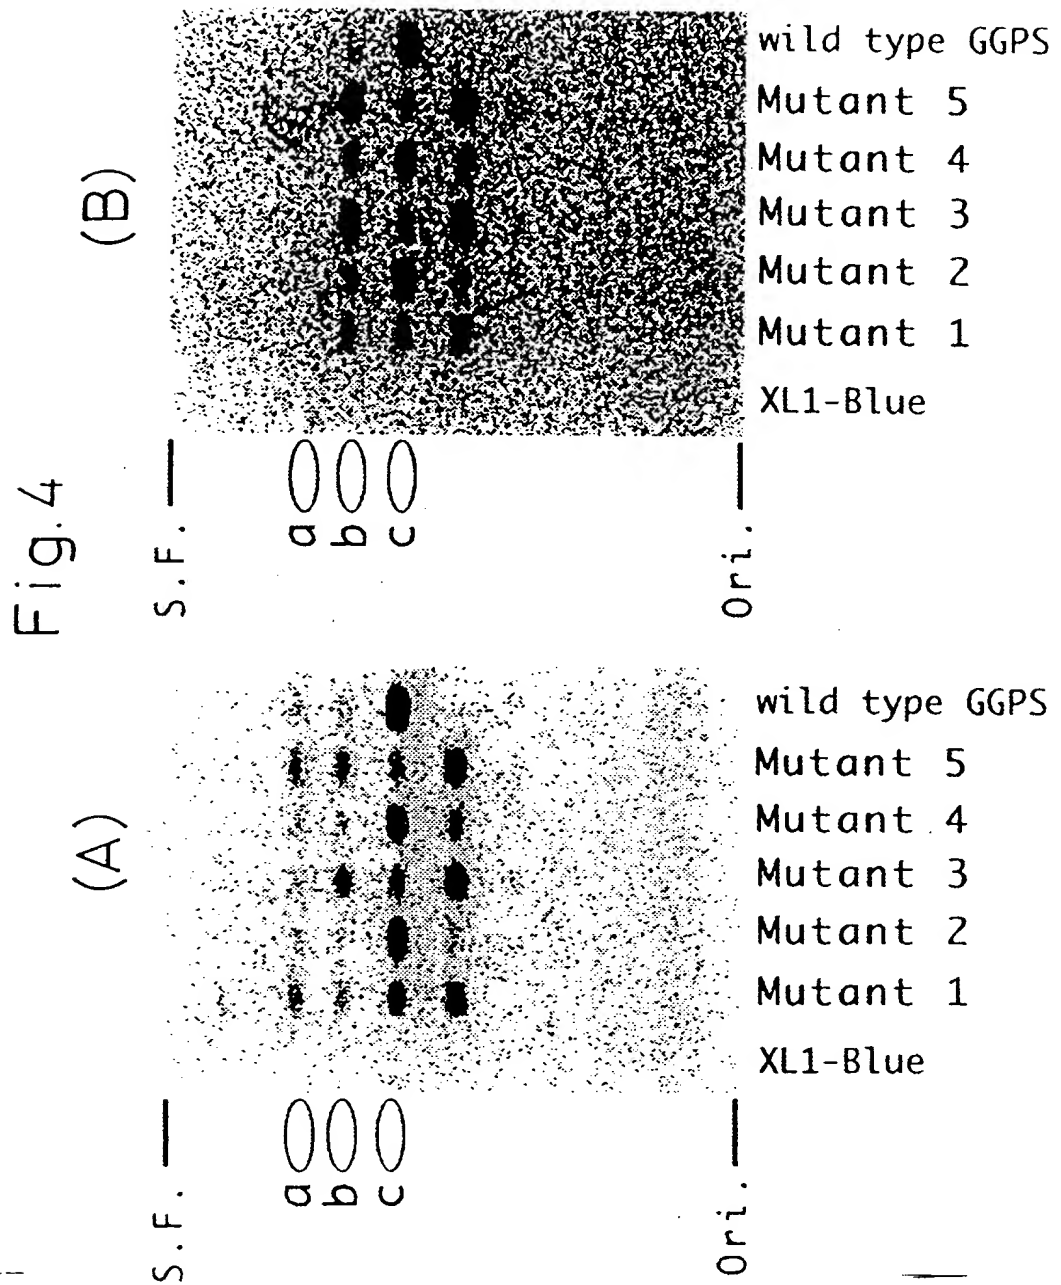 Fig.4
(A)
S.F.
a
b
c
Ori.
wild type GGPS
Mutant 5
Mutant 4
Mutant 3
Mutant 2
Mutant 1
XL1-Blue
(B)
S.F.
a
b
c
Ori.
wild type GGPS
Mutant 5
Mutant 4
Mutant 3
Mutant 2
Mutant 1
XL1-Blue